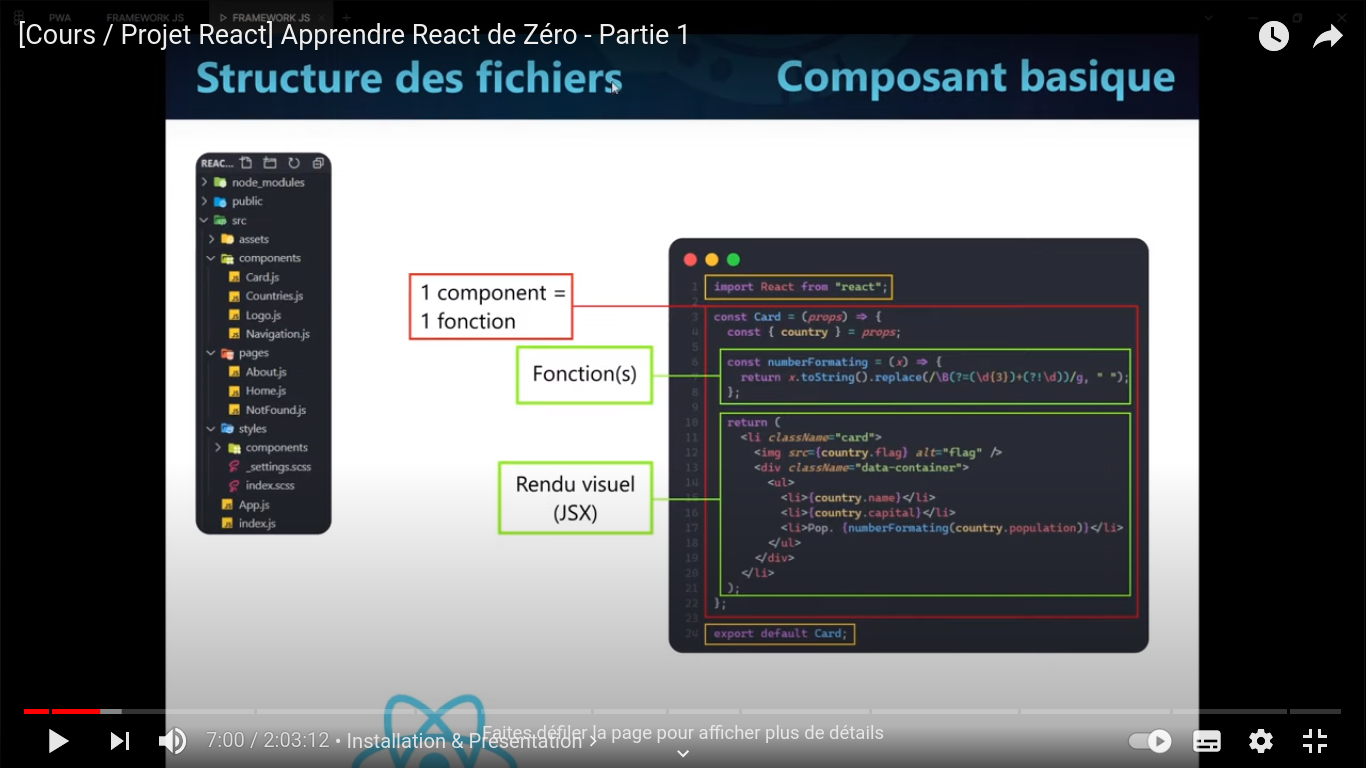 PWA
FRAMEWORK JS
FRAMEWORK JS
[Cours / Projet React] Apprendre React de Zéro - Partie 1
Structure des fichiers
Composant basique
REAC...
node_modules
public
src
assets
components
Card.js
Countries.js
Logo.js
Navigation.js
pages
About.js
Home.js
NotFound.js
styles
components
_settings.scss
index.scss
App.js
index.js
1 component =
1 fonction
Fonction(s)
Rendu visuel
(JSX)
1 import React from "react";
2
3 const Card = (props) => {
4 const { country } = props;
5
6 const numberFormating = (x) => {
7 return x.toString().replace(/\B(?=(\d{3})+(?!\d))/g, " ");
8 };
9
10 return (
11 <li className="card">
12 <img src={country.flag} alt="flag" />
13 <div className="data-container">
14 <ul>
15 <li>{country.name}</li>
16 <li>{country.capital}</li>
17 <li>Pop. {numberFormating(country.population)}</li>
18 </ul>
19 </div>
20 </li>
21 );
22 };
23
24 export default Card;
7:00 / 2:03:12 • Installation & Présentation >
Faites défiler la page pour afficher plus de détails